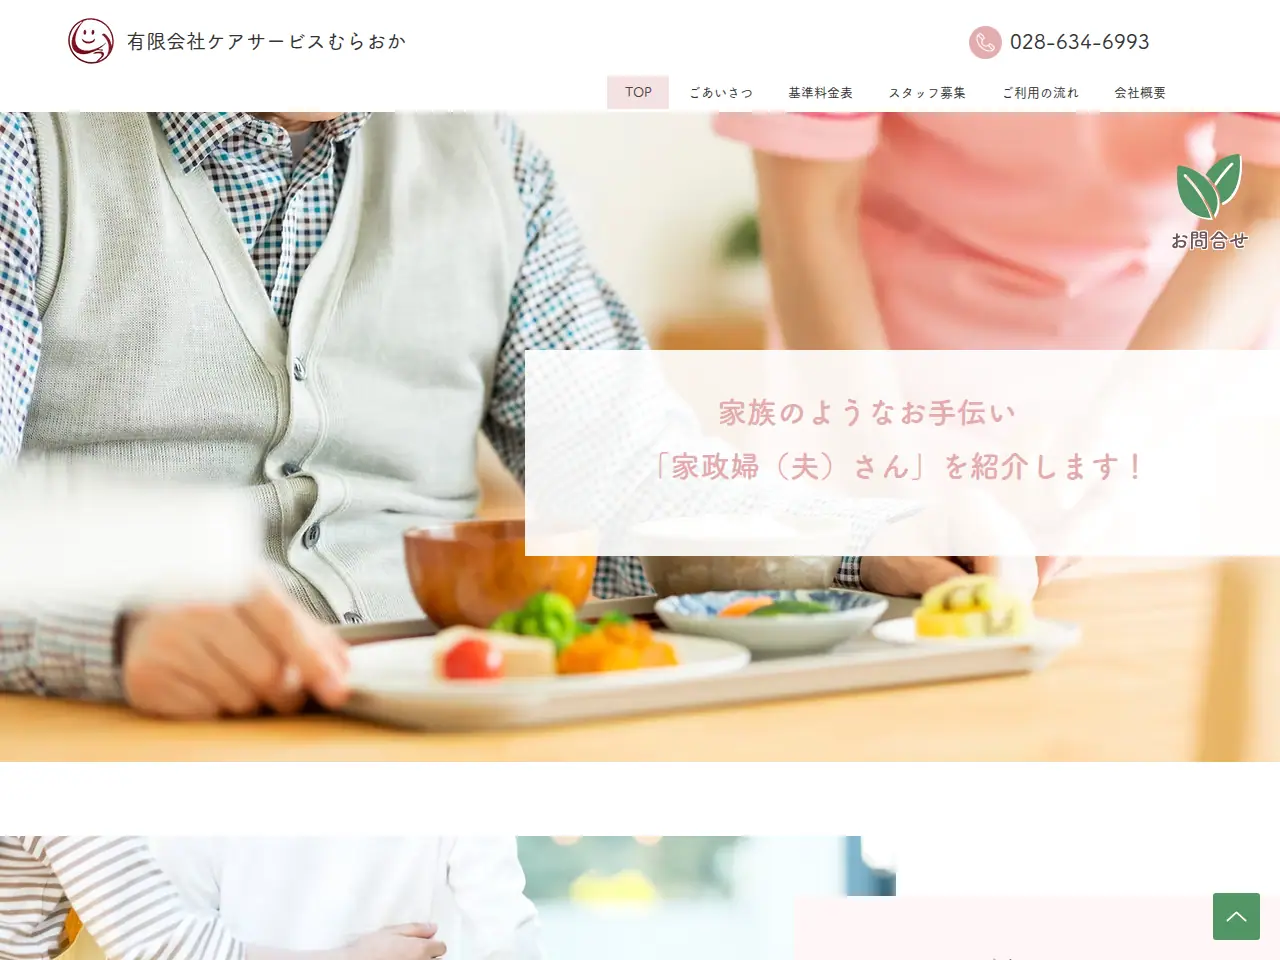 有限会社ケアサービスむらおか
028-634-6993
TOP ごあいさつ 基準料金表 スタッフ募集 ご利用の流れ 会社概要
お問合せ
家族のようなお手伝い
「家政婦（夫）さん」を紹介します！